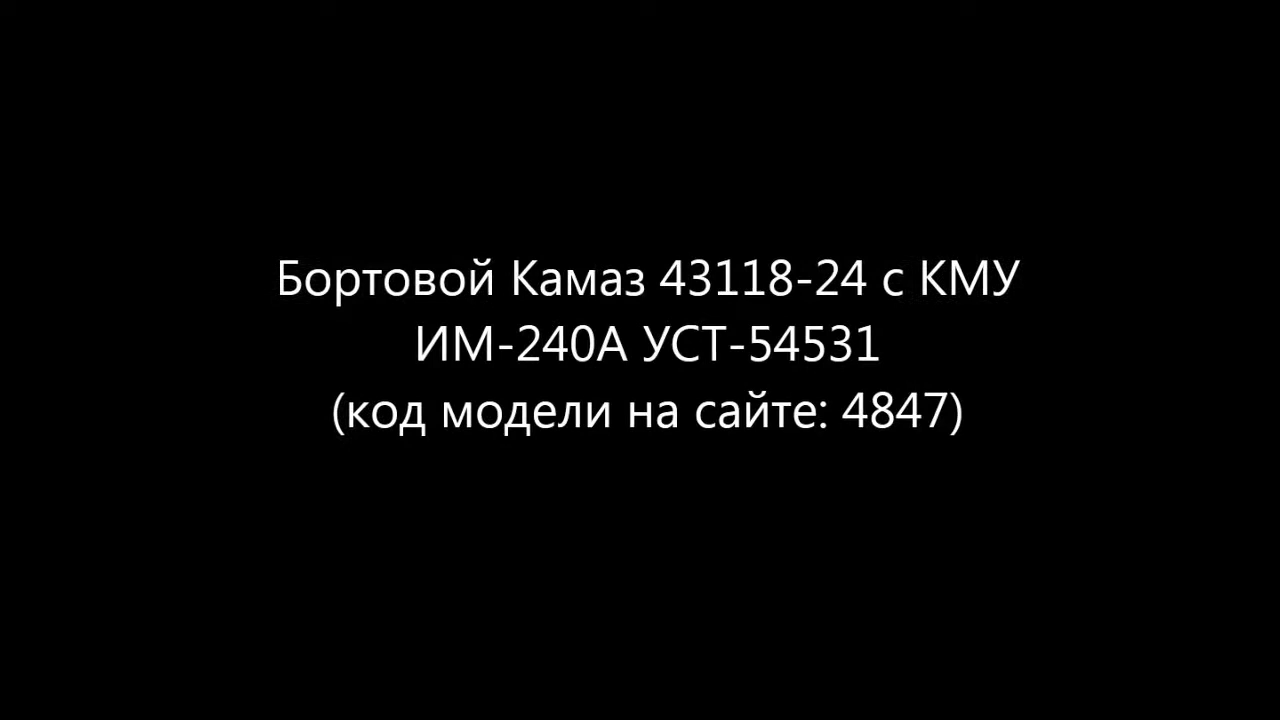 Бортовой Камаз 43118-24 с КМУ
ИМ-240А УСТ-54531
(код модели на сайте: 4847)